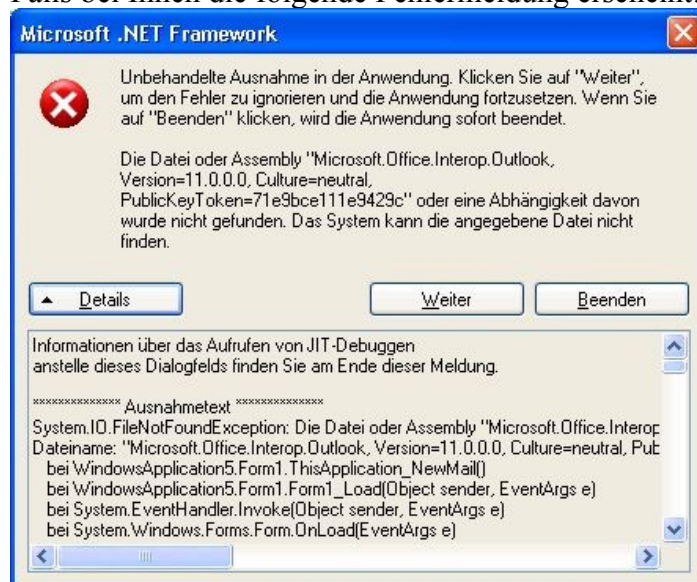 Falls bei Ihnen die folgende Fehlermeldung erscheint:
Microsoft .NET Framework
Unbehandelte Ausnahme in der Anwendung. Klicken Sie auf "Weiter",
um den Fehler zu ignorieren und die Anwendung fortzusetzen. Wenn Sie
auf "Beenden" klicken, wird die Anwendung sofort beendet.
Die Datei oder Assembly "Microsoft.Office.Interop.Outlook,
Version=11.0.0.0, Culture=neutral,
PublicKeyToken=71e9bce111e9429c" oder eine Abhängigkeit davon
wurde nicht gefunden. Das System kann die angegebene Datei nicht
finden.
Details
Weiter
Beenden
Informationen über das Aufrufen von JIT-Debuggen
anstelle dieses Dialogfelds finden Sie am Ende dieser Meldung.
************** Ausnahmetext **************
System.IO.FileNotFoundException: Die Datei oder Assembly "Microsoft.Office.Interop
Dateiname: "Microsoft.Office.Interop.Outlook, Version=11.0.0.0, Culture=neutral, Pub
bei WindowsApplication5.Form1.ThisApplication_NewMail()
bei WindowsApplication5.Form1.Form1_Load(Object sender, EventArgs e)
bei System.EventHandler.Invoke(Object sender, EventArgs e)
bei System.Windows.Forms.Form.OnLoad(EventArgs e)